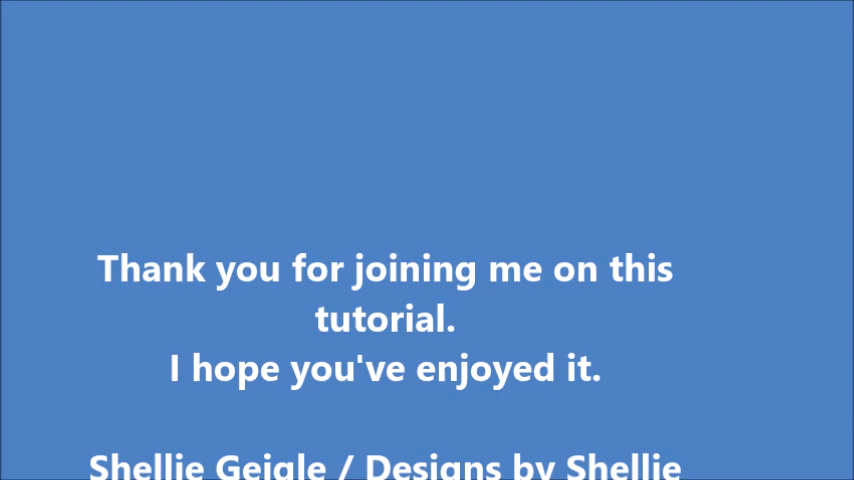 Thank you for joining me on this
tutorial.
I hope you've enjoyed it.
Shellie Geigle / Designs by Shellie